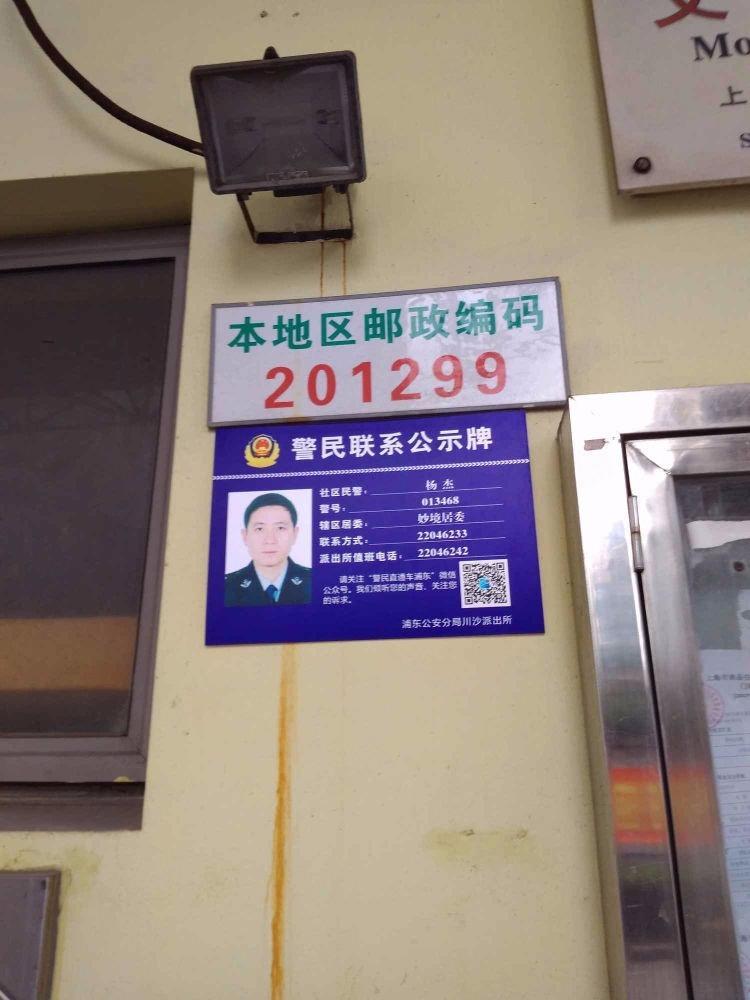 Mo
上
本地区邮政编码
201299
警民联系公示牌
社区民警：杨杰
警号：013468
辖区居委：妙境居委
联系方式：22046233
派出所值班电话：22046242
请关注“警民直通车浦东”微信
公众号。我们倾听您的声音、关注您
的诉求。
浦东公安分局川沙派出所